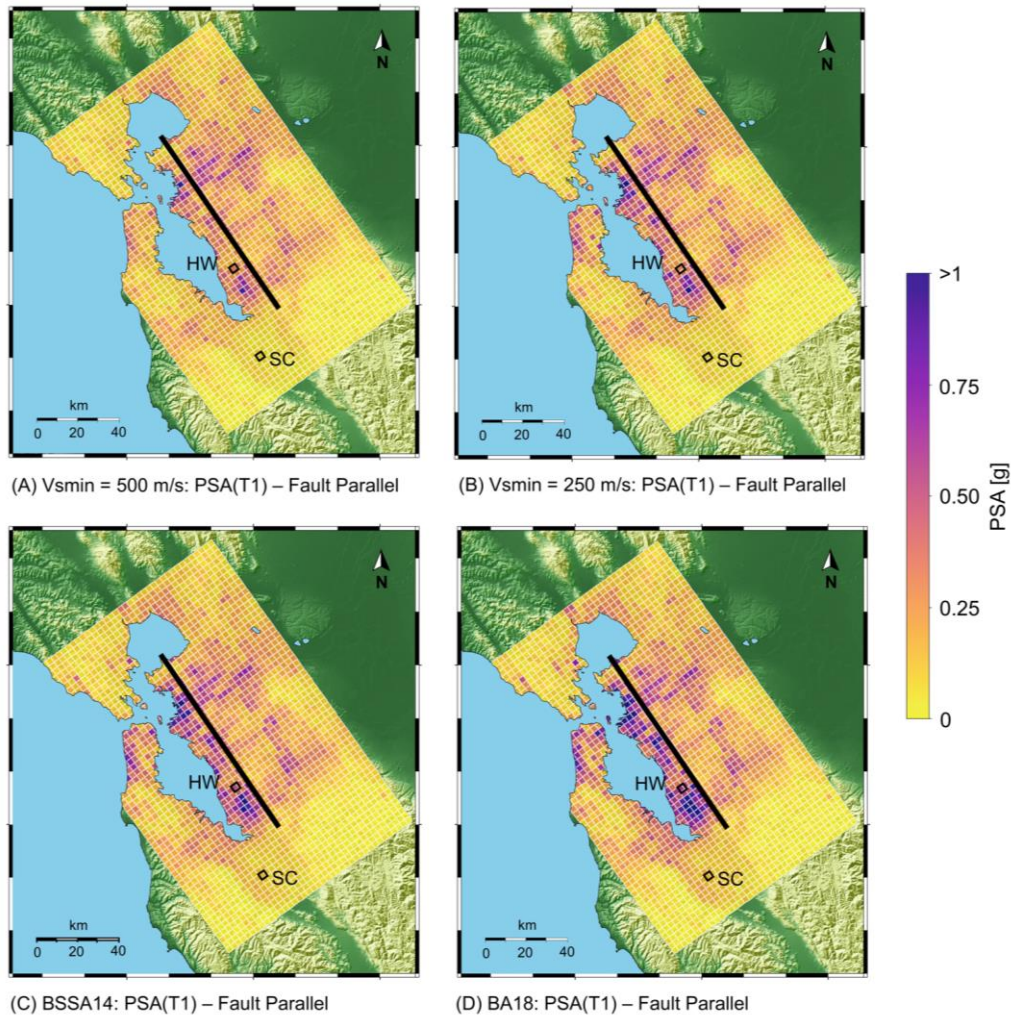 N
HW
SC
km
0 20 40
(A) Vsmin = 500 m/s: PSA(T1) – Fault Parallel
N
HW
SC
km
0 20 40
(B) Vsmin = 250 m/s: PSA(T1) – Fault Parallel
>1
0.75
0.50
0.25
0
PSA [g]
N
HW
SC
km
0 20 40
(C) BSSA14: PSA(T1) – Fault Parallel
N
HW
SC
km
0 20 40
(D) BA18: PSA(T1) – Fault Parallel